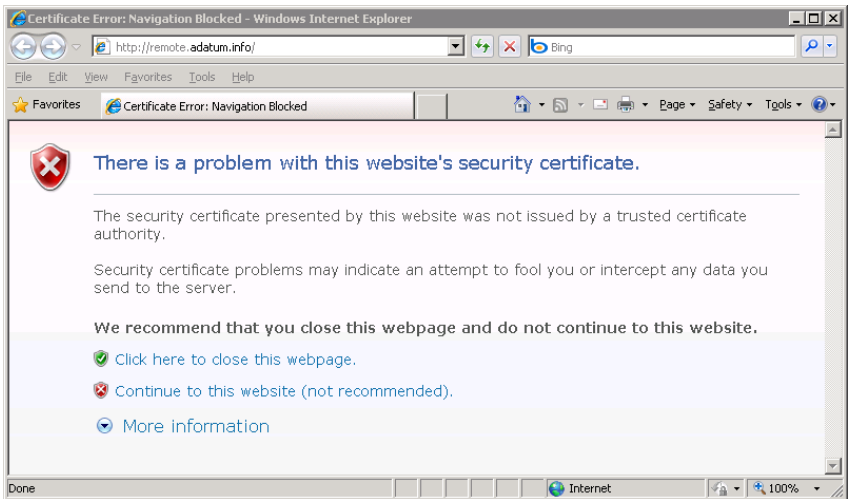 Certificate Error: Navigation Blocked - Windows Internet Explorer
http://remote.adatum.info/
Bing
File Edit View Favorites Tools Help
Favorites
Certificate Error: Navigation Blocked
Page Safety Tools
There is a problem with this website's security certificate.
The security certificate presented by this website was not issued by a trusted certificate
authority.
Security certificate problems may indicate an attempt to fool you or intercept any data you
send to the server.
We recommend that you close this webpage and do not continue to this website.
Click here to close this webpage.
Continue to this website (not recommended).
More information
Done
Internet
100%